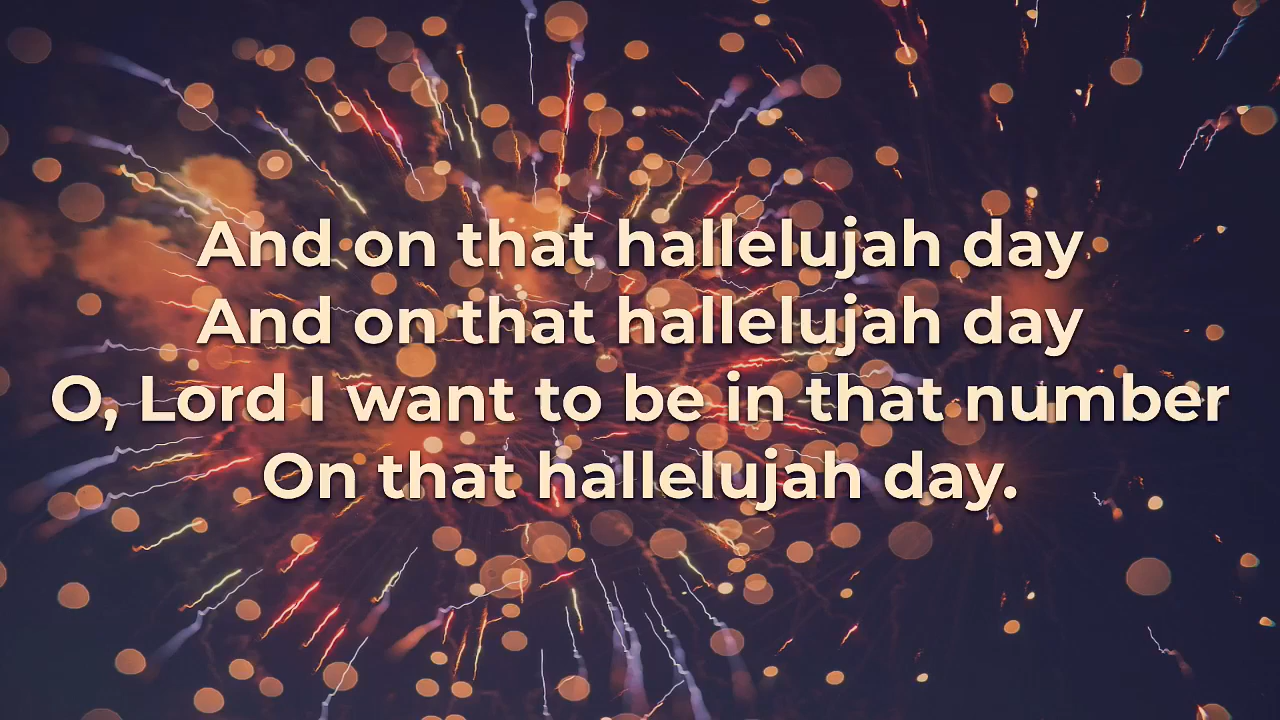 And on that hallelujah day
And on that hallelujah day
O, Lord I want to be in that number
On that hallelujah day.